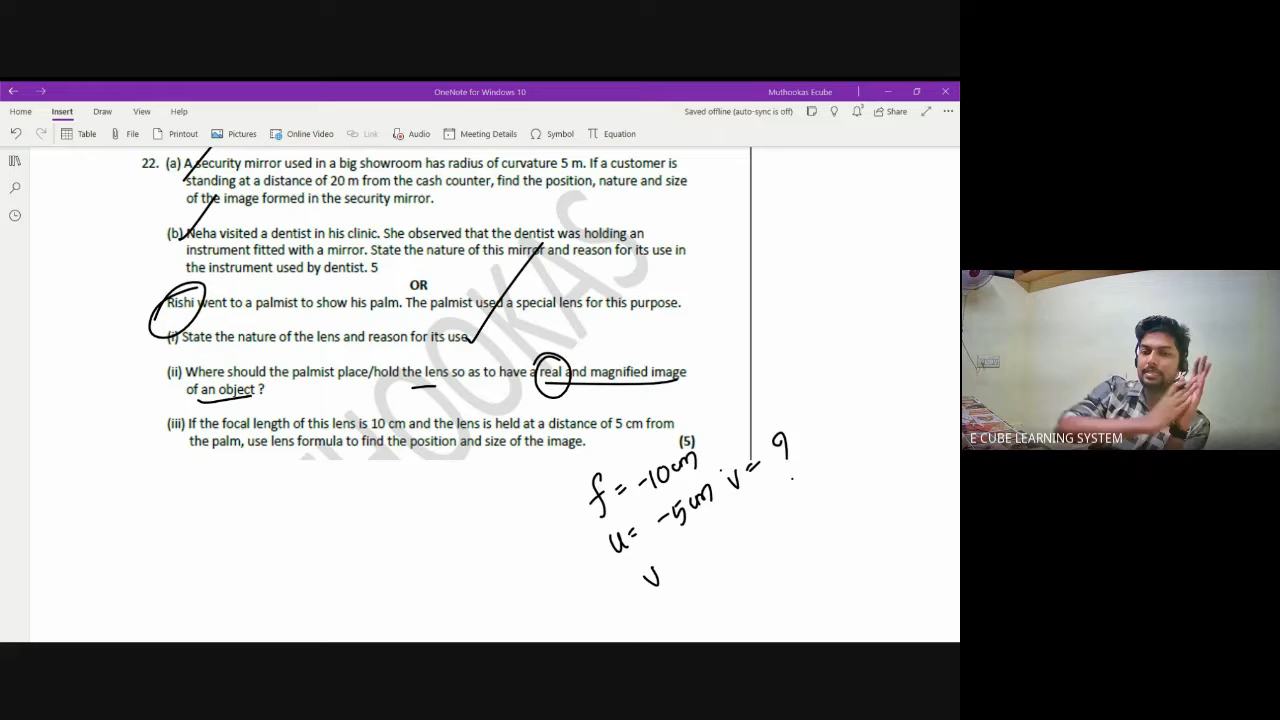 OneNote for Windows 10
Muthookas Ecube
Home Insert Draw View Help
Saved offline (auto-sync is off)
Share
Table File Printout Pictures Online Video Link Audio Meeting Details Symbol Equation
22. (a) A security mirror used in a big showroom has radius of curvature 5 m. If a customer is
standing at a distance of 20 m from the cash counter, find the position, nature and size
of the image formed in the security mirror.
(b) Neha visited a dentist in his clinic. She observed that the dentist was holding an
instrument fitted with a mirror. State the nature of this mirror and reason for its use in
the instrument used by dentist. 5
OR
Rishi went to a palmist to show his palm. The palmist used a special lens for this purpose.
(i) State the nature of the lens and reason for its use.
(ii) Where should the palmist place/hold the lens so as to have a real and magnified image
of an object ?
(iii) If the focal length of this lens is 10 cm and the lens is held at a distance of 5 cm from
the palm, use lens formula to find the position and size of the image. (5)
f = -10cm
u = -5cm v = ?
v
E CUBE LEARNING SYSTEM